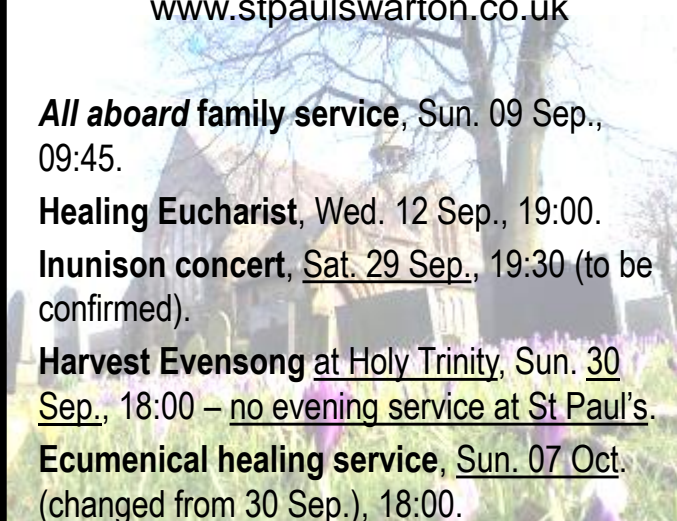 www.stpaulswarton.co.uk
All aboard family service, Sun. 09 Sep.,
09:45.
Healing Eucharist, Wed. 12 Sep., 19:00.
Inunison concert, Sat. 29 Sep., 19:30 (to be
confirmed).
Harvest Evensong at Holy Trinity, Sun. 30
Sep., 18:00 – no evening service at St Paul's.
Ecumenical healing service, Sun. 07 Oct.
(changed from 30 Sep.), 18:00.